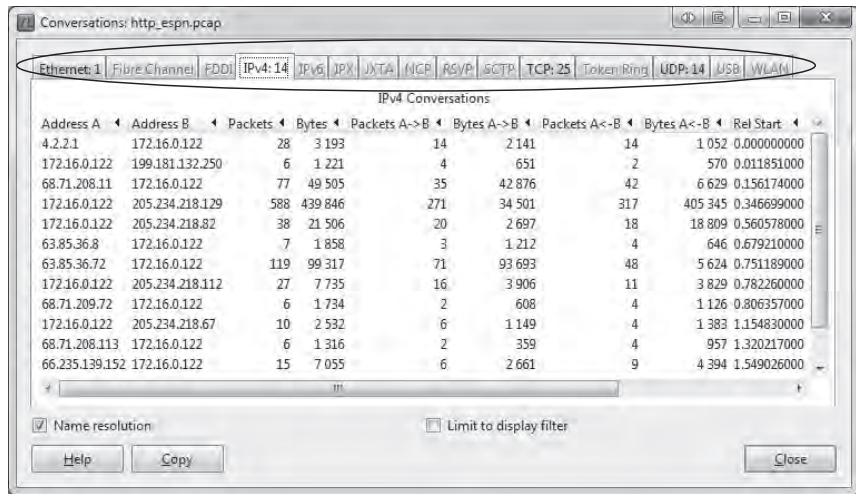 Conversations: http_espn.pcap
Ethernet: 1 Fibre Channel FDDI IPv4: 14 IPv6 IPX JXTA NCP RSVP SCTP TCP: 25 Token Ring UDP: 14 USB WLAN
IPv4 Conversations
Address A Address B Packets Bytes Packets A->B Bytes A->B Packets A<-B Bytes A<-B Rel Start
4.2.2.1 172.16.0.122 28 3 193 14 2 141 14 1 052 0.000000000
172.16.0.122 199.181.132.250 6 1 221 4 651 2 570 0.011851000
68.71.208.11 172.16.0.122 77 49 505 35 42 876 42 6 629 0.156174000
172.16.0.122 205.234.218.129 588 439 846 271 34 501 317 405 345 0.346699000
172.16.0.122 205.234.218.82 38 21 506 20 2 697 18 18 809 0.560578000
63.85.36.8 172.16.0.122 7 1 858 3 1 212 4 646 0.679210000
63.85.36.72 172.16.0.122 119 99 317 71 93 693 48 5 624 0.751189000
172.16.0.122 205.234.218.112 27 7 735 16 3 906 11 3 829 0.782260000
68.71.209.72 172.16.0.122 6 1 734 2 608 4 1 126 0.806357000
172.16.0.122 205.234.218.67 10 2 532 6 1 149 4 1 383 1.154830000
68.71.208.113 172.16.0.122 6 1 316 2 359 4 957 1.320217000
66.235.139.152 172.16.0.122 15 7 055 6 2 661 9 4 394 1.549026000
Name resolution Limit to display filter
Help Copy Close